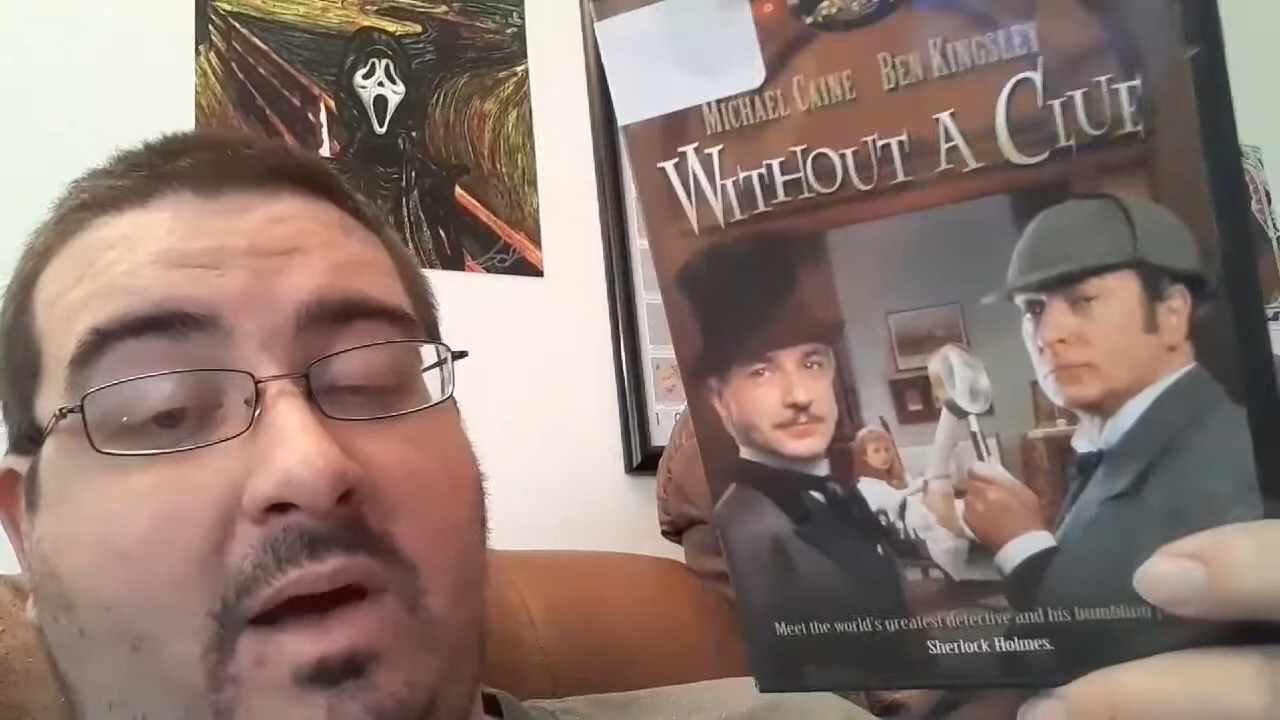 MICHAEL CAINE BEN KINGSLEY
WITHOUT A CLUE
Meet the world's greatest detective and his bumbling
Sherlock Holmes.